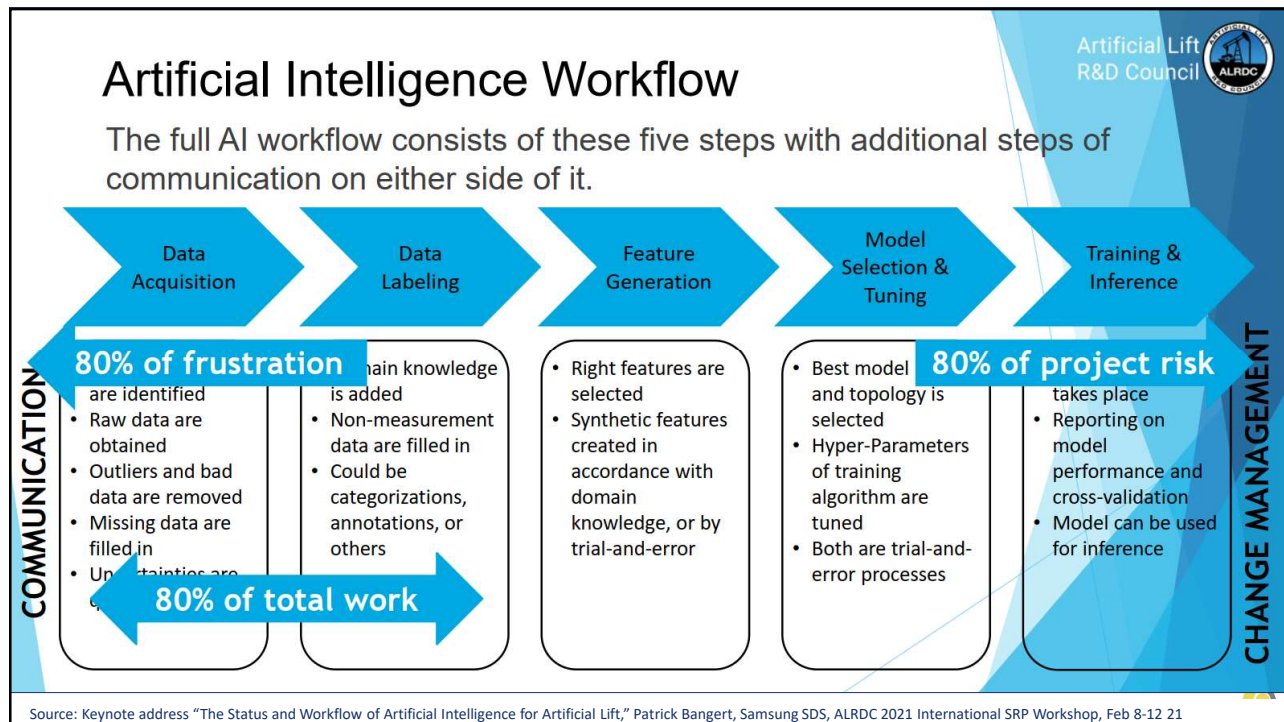 Artificial Lift
R&D Council
ARTIFICIAL LIFT
ALRDC
R&D COUNCIL
Artificial Intelligence Workflow
The full AI workflow consists of these five steps with additional steps of
communication on either side of it.
Data
Acquisition
Data
Labeling
Feature
Generation
Model
Selection &
Tuning
Training &
Inference
COMMUNICATION
80% of frustration
are identified
• Raw data are
obtained
• Outliers and bad
data are removed
• Missing data are
filled in
80% of total work
knowledge
is added
• Non-measurement
data are filled in
• Could be
categorizations,
annotations, or
others
• Right features are
selected
• Synthetic features
created in
accordance with
domain
knowledge, or by
trial-and-error
• Best model
and topology is
selected
• Hyper-Parameters
of training
algorithm are
tuned
• Both are trial-and-
error processes
80% of project risk
takes place
• Reporting on
model
performance and
cross-validation
• Model can be used
for inference
CHANGE MANAGEMENT
Source: Keynote address “The Status and Workflow of Artificial Intelligence for Artificial Lift,” Patrick Bangert, Samsung SDS, ALRDC 2021 International SRP Workshop, Feb 8-12 21